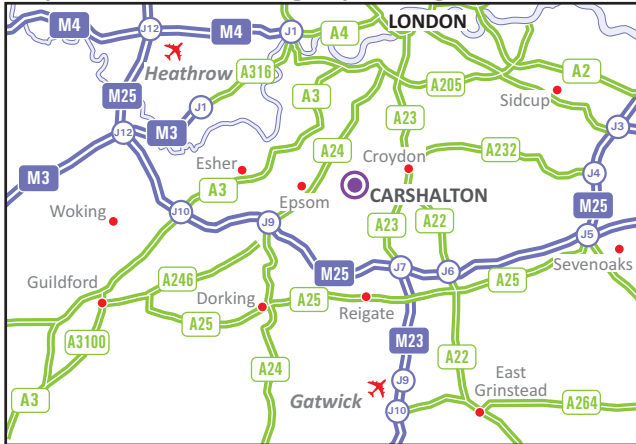 M4
J12
M4
J1
A4
LONDON
Heathrow
A316
A3
A205
A2
M25
J1
Sidcup
J12
M3
A23
A24
J3
Esher
Croydon
A232
M3
A3
J4
Epsom
CARSHALTON
Woking
J10
J9
A23
A22
M25
J5
A246
M25
J7
J6
Sevenoaks
Guildford
Dorking
A25
A25
A25
Reigate
A3100
M23
A24
A22
East
Grinstead
J9
A3
Gatwick
J10
A264